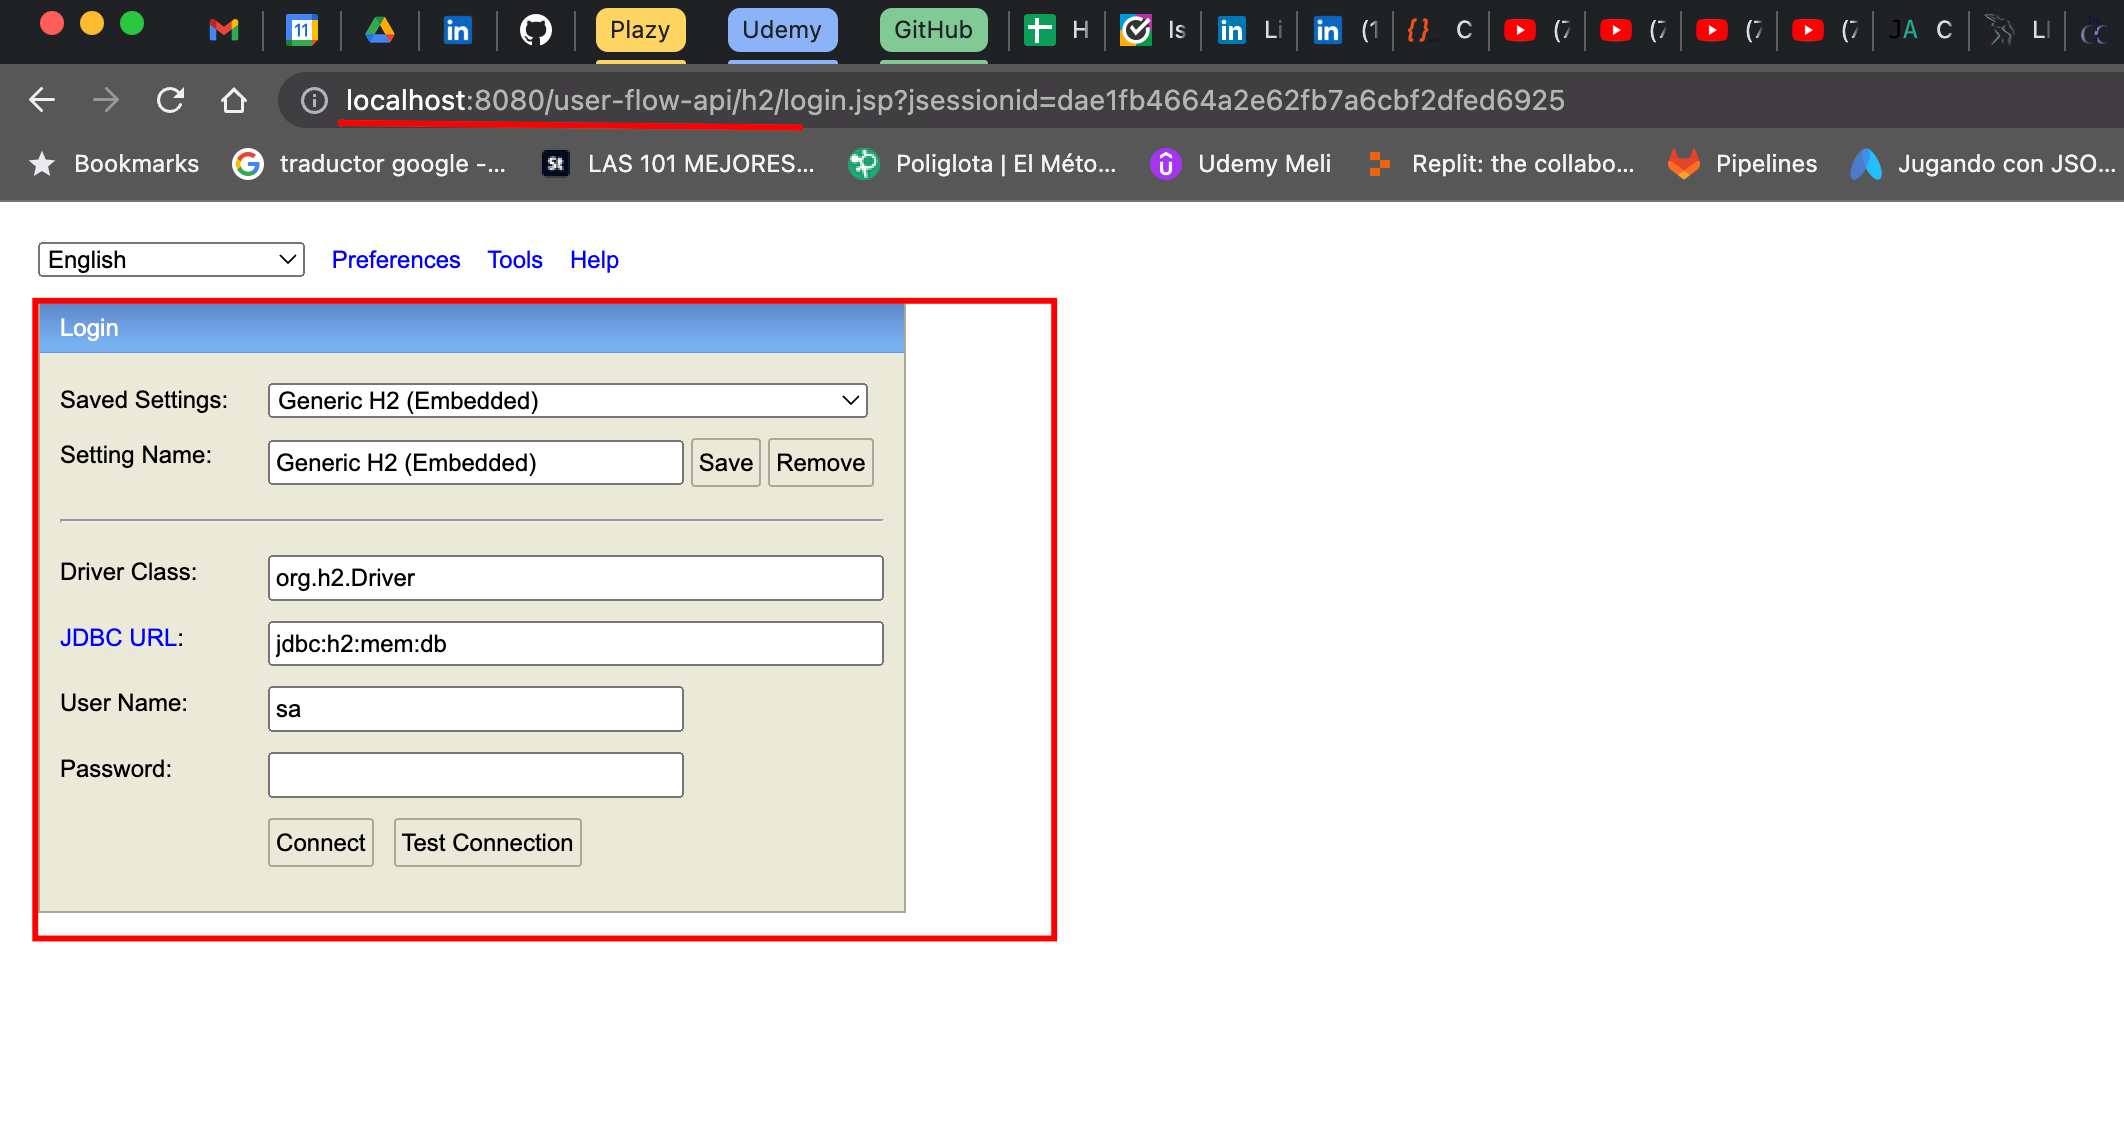 11
Plazy
Udemy
GitHub
H
Is
Li
(1
C
(7
(7
(7
(7
JA
C
Ll
localhost:8080/user-flow-api/h2/login.jsp?jsessionid=dae1fb4664a2e62fb7a6cbf2dfed6925
Bookmarks
traductor google -...
LAS 101 MEJORES...
Poliglota | El Méto...
Udemy Meli
Replit: the collabo...
Pipelines
Jugando con JSO...
English Preferences Tools Help
Login
Saved Settings: Generic H2 (Embedded)
Setting Name: Generic H2 (Embedded) Save Remove
Driver Class: org.h2.Driver
JDBC URL: jdbc:h2:mem:db
User Name: sa
Password:
Connect Test Connection